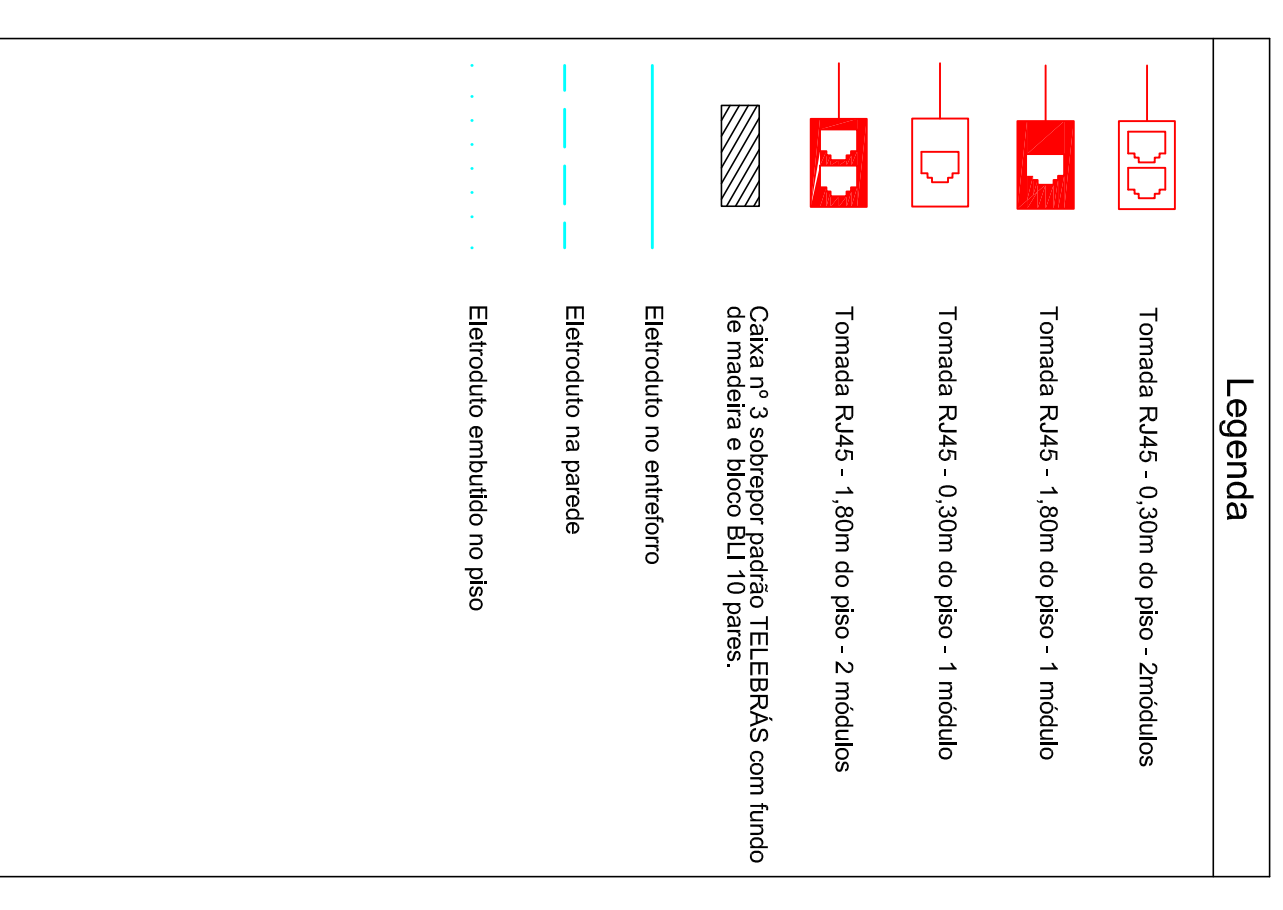 Legenda
Tomada RJ45 - 0,30m do piso - 2módulos
Tomada RJ45 - 1,80m do piso - 1 módulo
Tomada RJ45 - 0,30m do piso - 1 módulo
Tomada RJ45 - 1,80m do piso - 2 módulos
Caixa nº 3 sobrepor padrão TELEBRÁS com fundo
de madeira e bloco BLI 10 pares.
Eletroduto no entreforro
Eletroduto na parede
Eletroduto embutido no piso